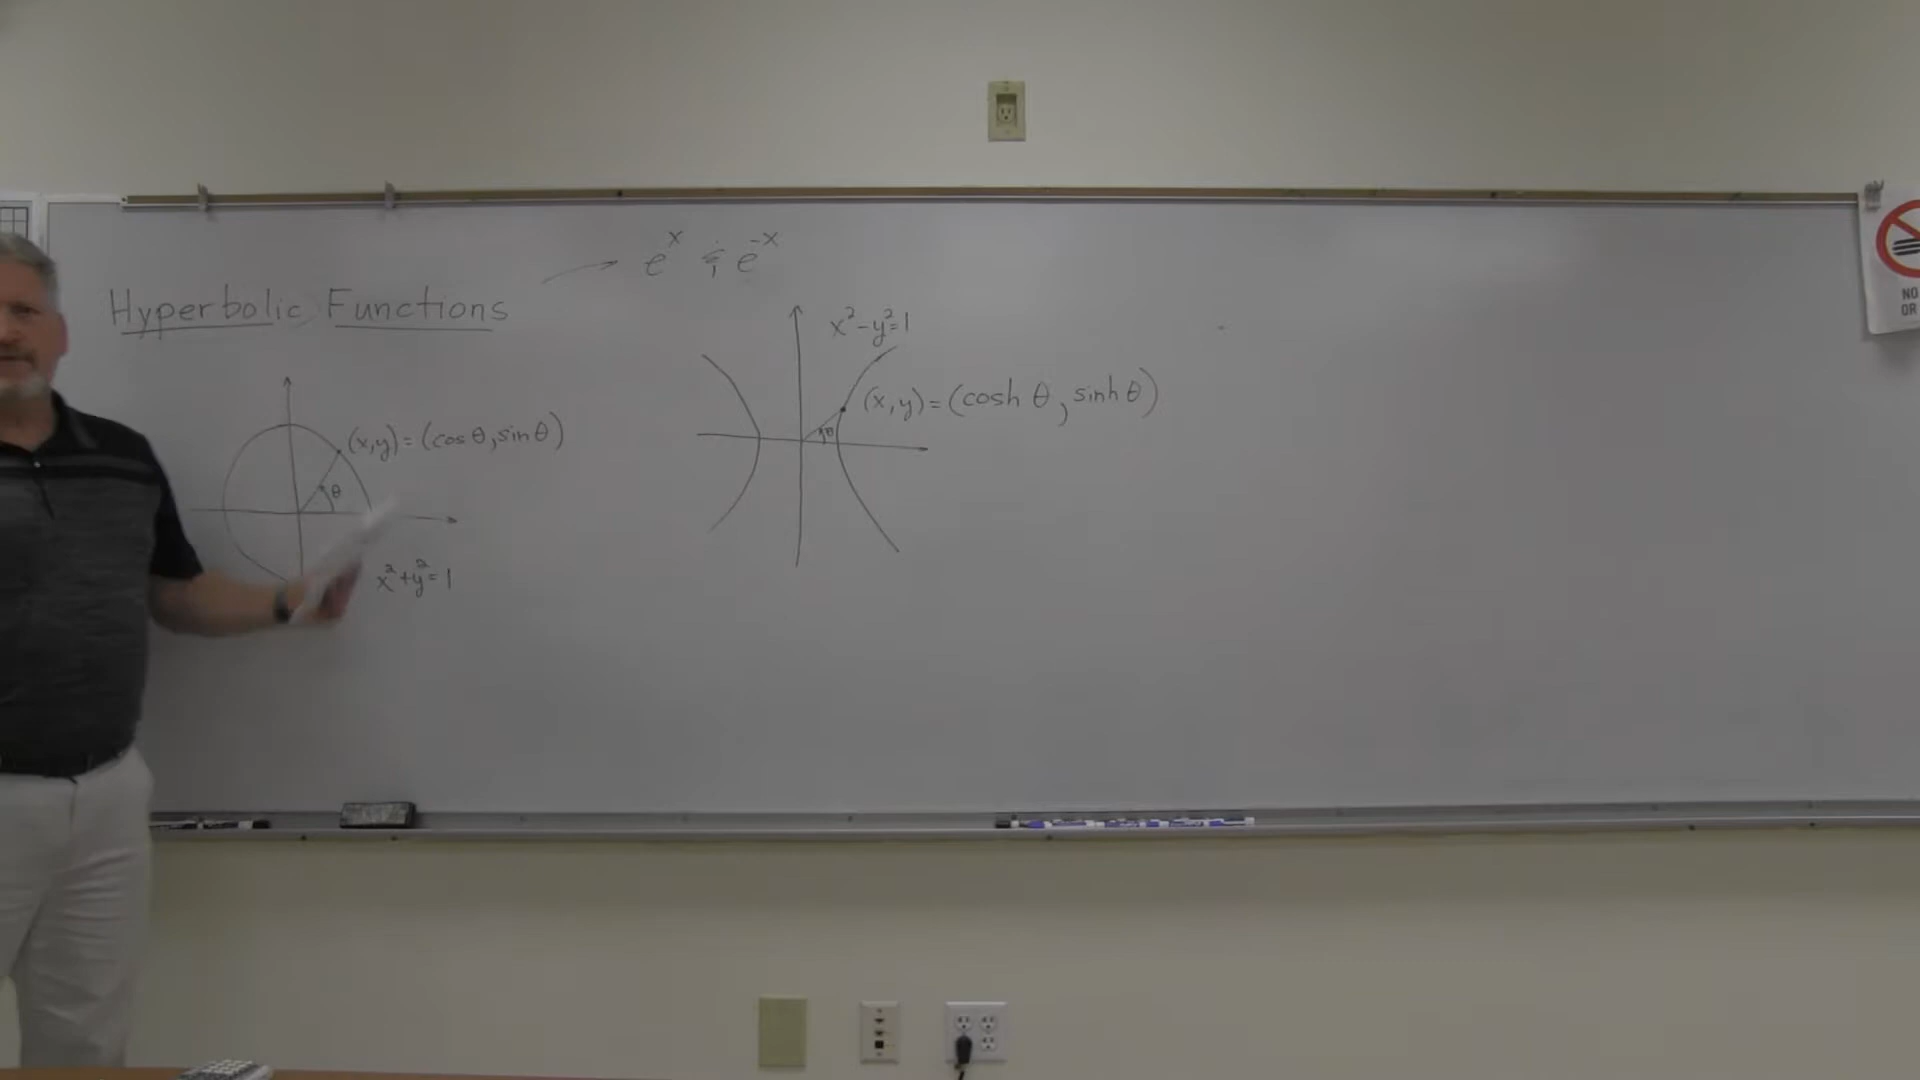 e^x & e^-x
Hyperbolic Functions
x²-y²=1
(x,y)=(cosh θ, sinh θ)
θ
(x,y)=(cos θ, sin θ)
θ
x²+y²=1
NO
OR